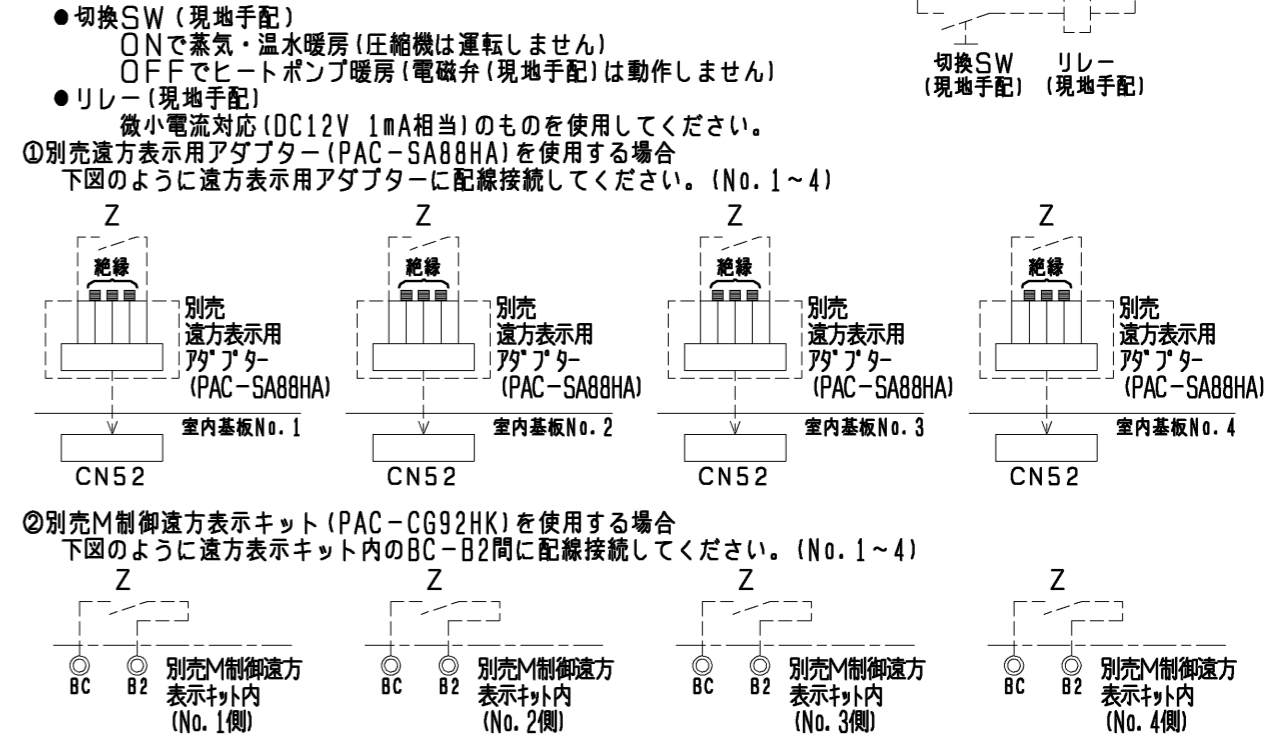 ●切換SW(現地手配)
ONで蒸気・温水暖房(圧縮機は運転しません)
OFFでヒートポンプ暖房(電磁弁(現地手配)は動作しません)
●リレー(現地手配)
微小電流対応(DC12V 1mA相当)のものを使用してください。
切換SW リレー
(現地手配) (現地手配)
①別売遠方表示用アダプター(PAC-SA88HA)を使用する場合
下図のように遠方表示用アダプターに配線接続してください。(No.1~4)
Z Z Z Z
絶縁 絶縁 絶縁 絶縁
別売 別売 別売 別売
遠方表示用 遠方表示用 遠方表示用 遠方表示用
アダプター アダプター アダプター アダプター
(PAC-SA88HA) (PAC-SA88HA) (PAC-SA88HA) (PAC-SA88HA)
室内基板No.1 室内基板No.2 室内基板No.3 室内基板No.4
CN52 CN52 CN52 CN52
②別売M制御遠方表示キット(PAC-CG92HK)を使用する場合
下図のように遠方表示キット内のBC-B2間に配線接続してください。(No.1~4)
Z Z Z Z
BC B2 別売M制御遠方 BC B2 別売M制御遠方 BC B2 別売M制御遠方 BC B2 別売M制御遠方
表示キット内 表示キット内 表示キット内 表示キット内
(No.1側) (No.2側) (No.3側) (No.4側)